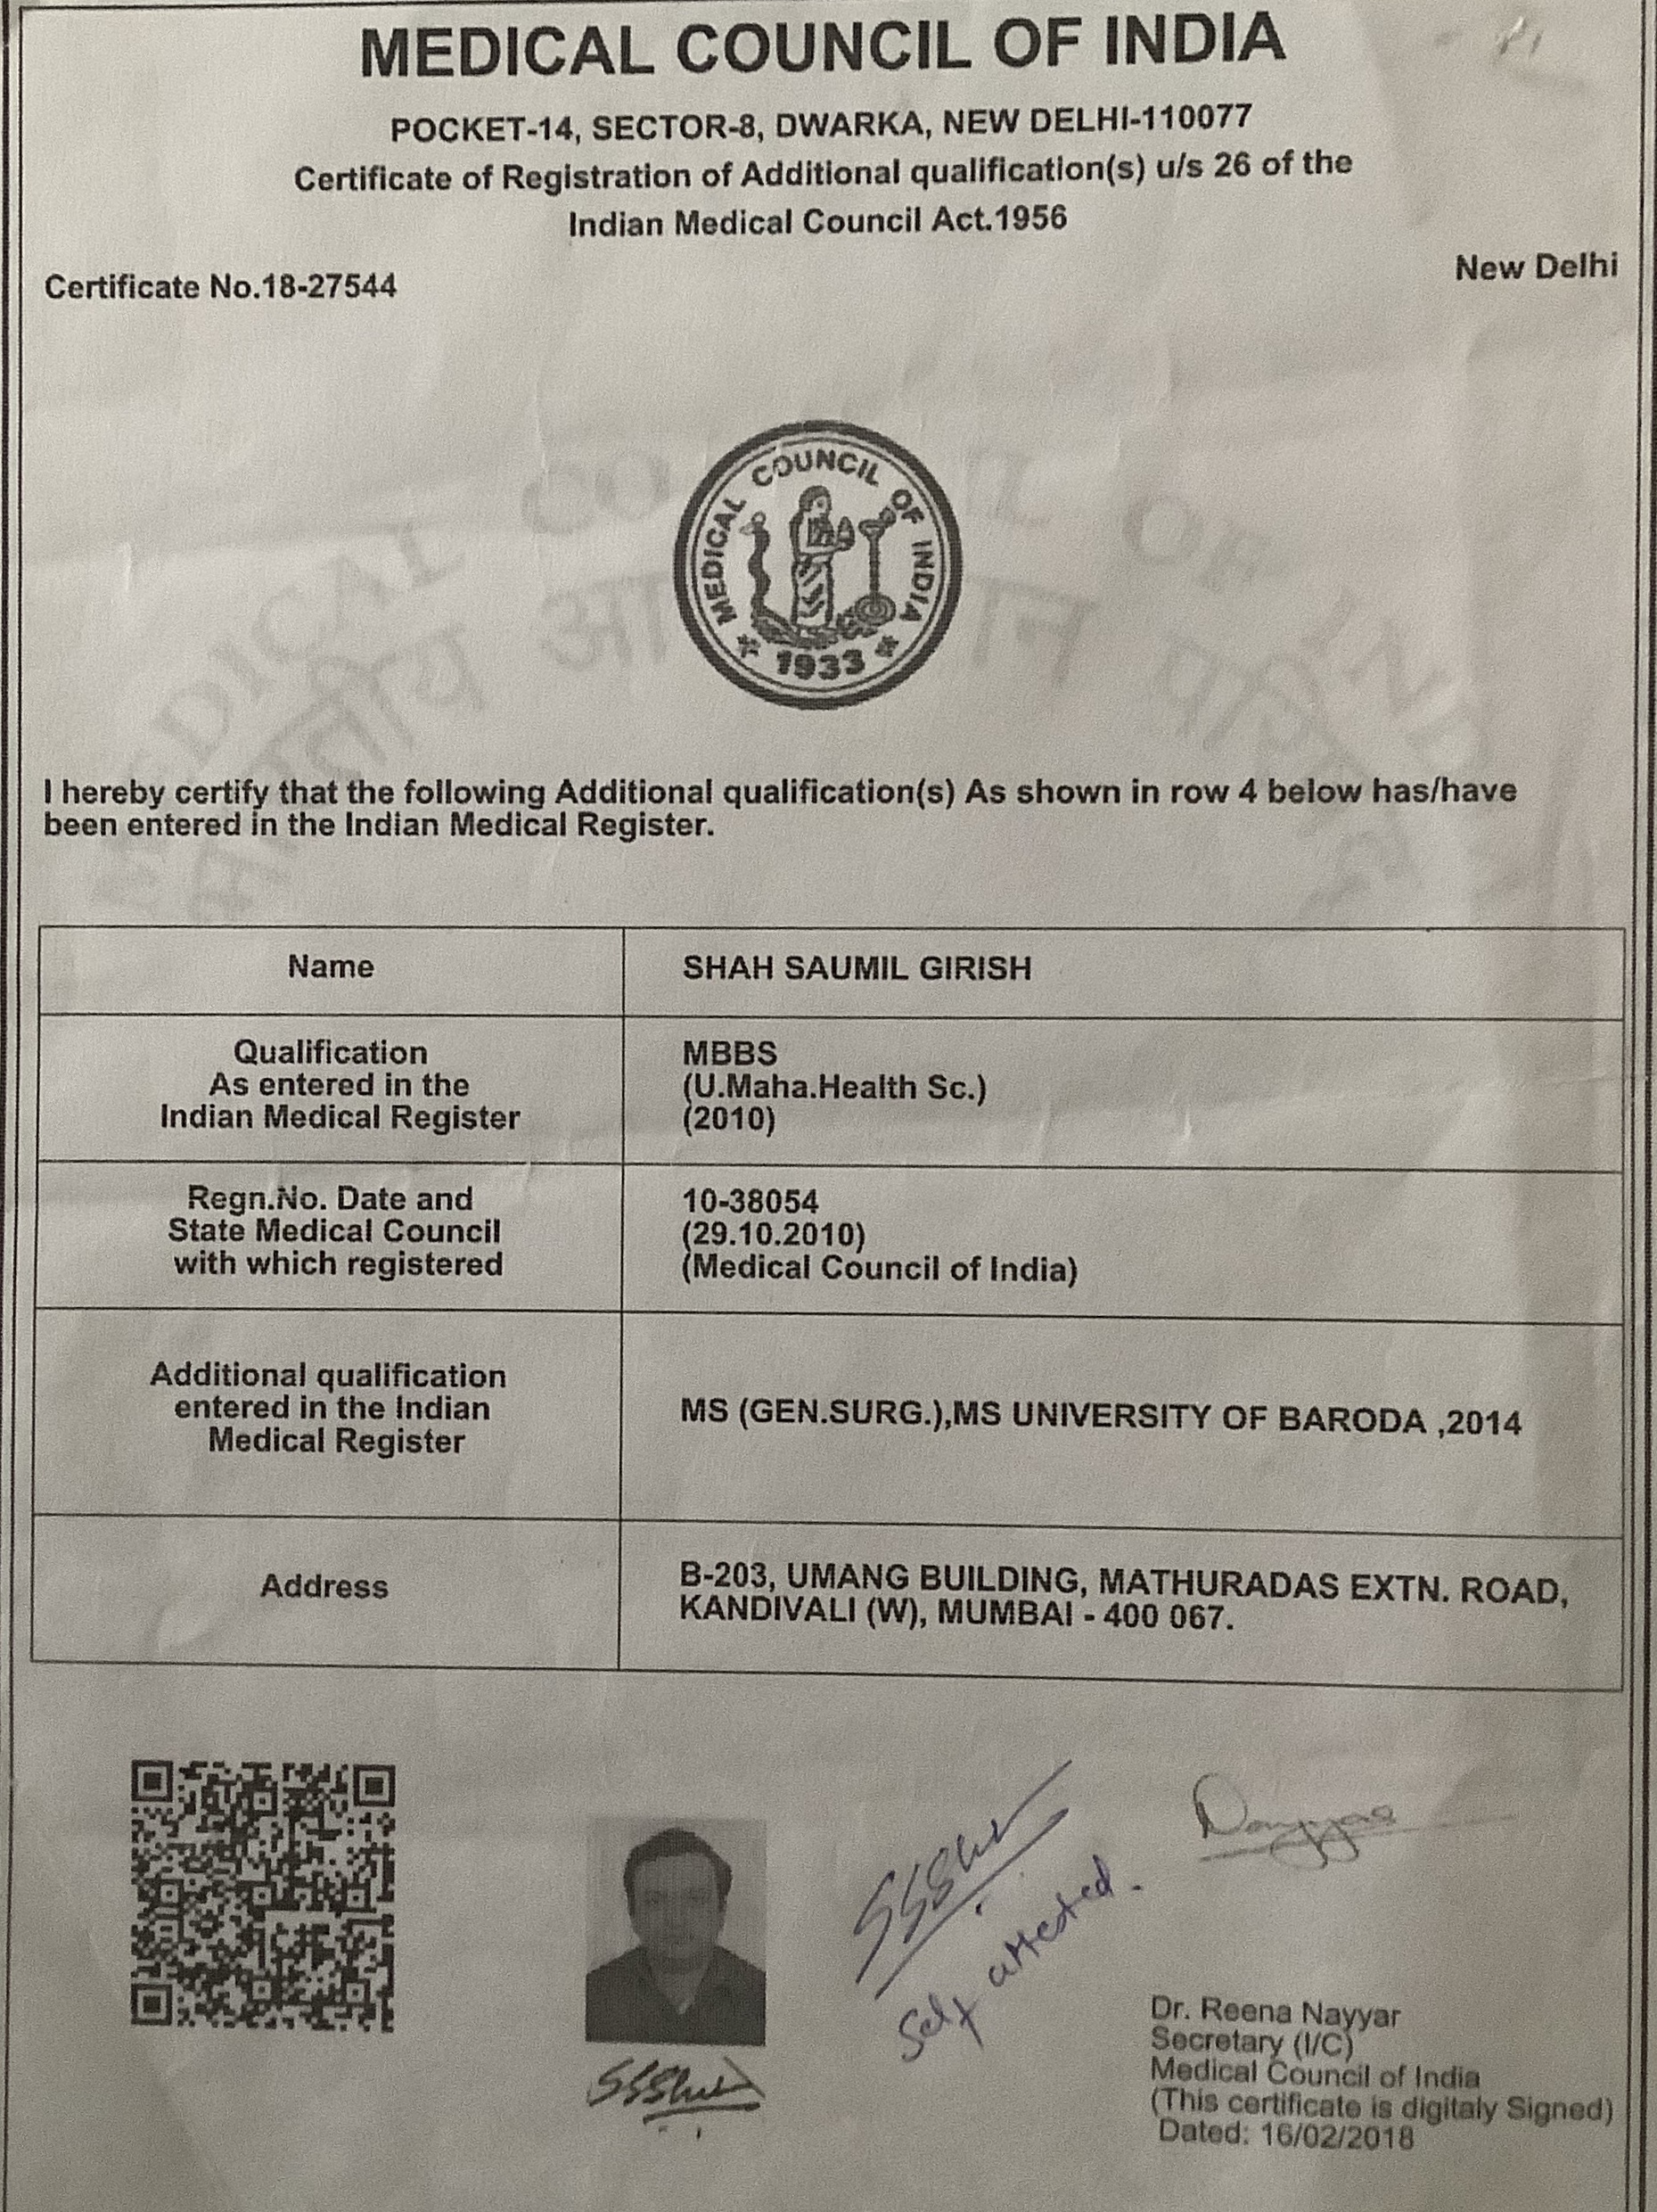 MEDICAL COUNCIL OF INDIA
POCKET-14, SECTOR-8, DWARKA, NEW DELHI-110077
Certificate of Registration of Additional qualification(s) u/s 26 of the
Indian Medical Council Act.1956
New Delhi
Certificate No.18-27544
MEDICAL COUNCIL OF INDIA
1933
I hereby certify that the following Additional qualification(s) As shown in row 4 below has/have
been entered in the Indian Medical Register.
Name
SHAH SAUMIL GIRISH
Qualification
As entered in the
Indian Medical Register
MBBS
(U.Maha.Health Sc.)
(2010)
Regn.No. Date and
State Medical Council
with which registered
10-38054
(29.10.2010)
(Medical Council of India)
Additional qualification
entered in the Indian
Medical Register
MS (GEN.SURG.),MS UNIVERSITY OF BARODA ,2014
Address
B-203, UMANG BUILDING, MATHURADAS EXTN. ROAD,
KANDIVALI (W), MUMBAI - 400 067.
Self attested.
Dr. Reena Nayyar
Secretary (I/C)
Medical Council of India
(This certificate is digitaly Signed)
Dated: 16/02/2018